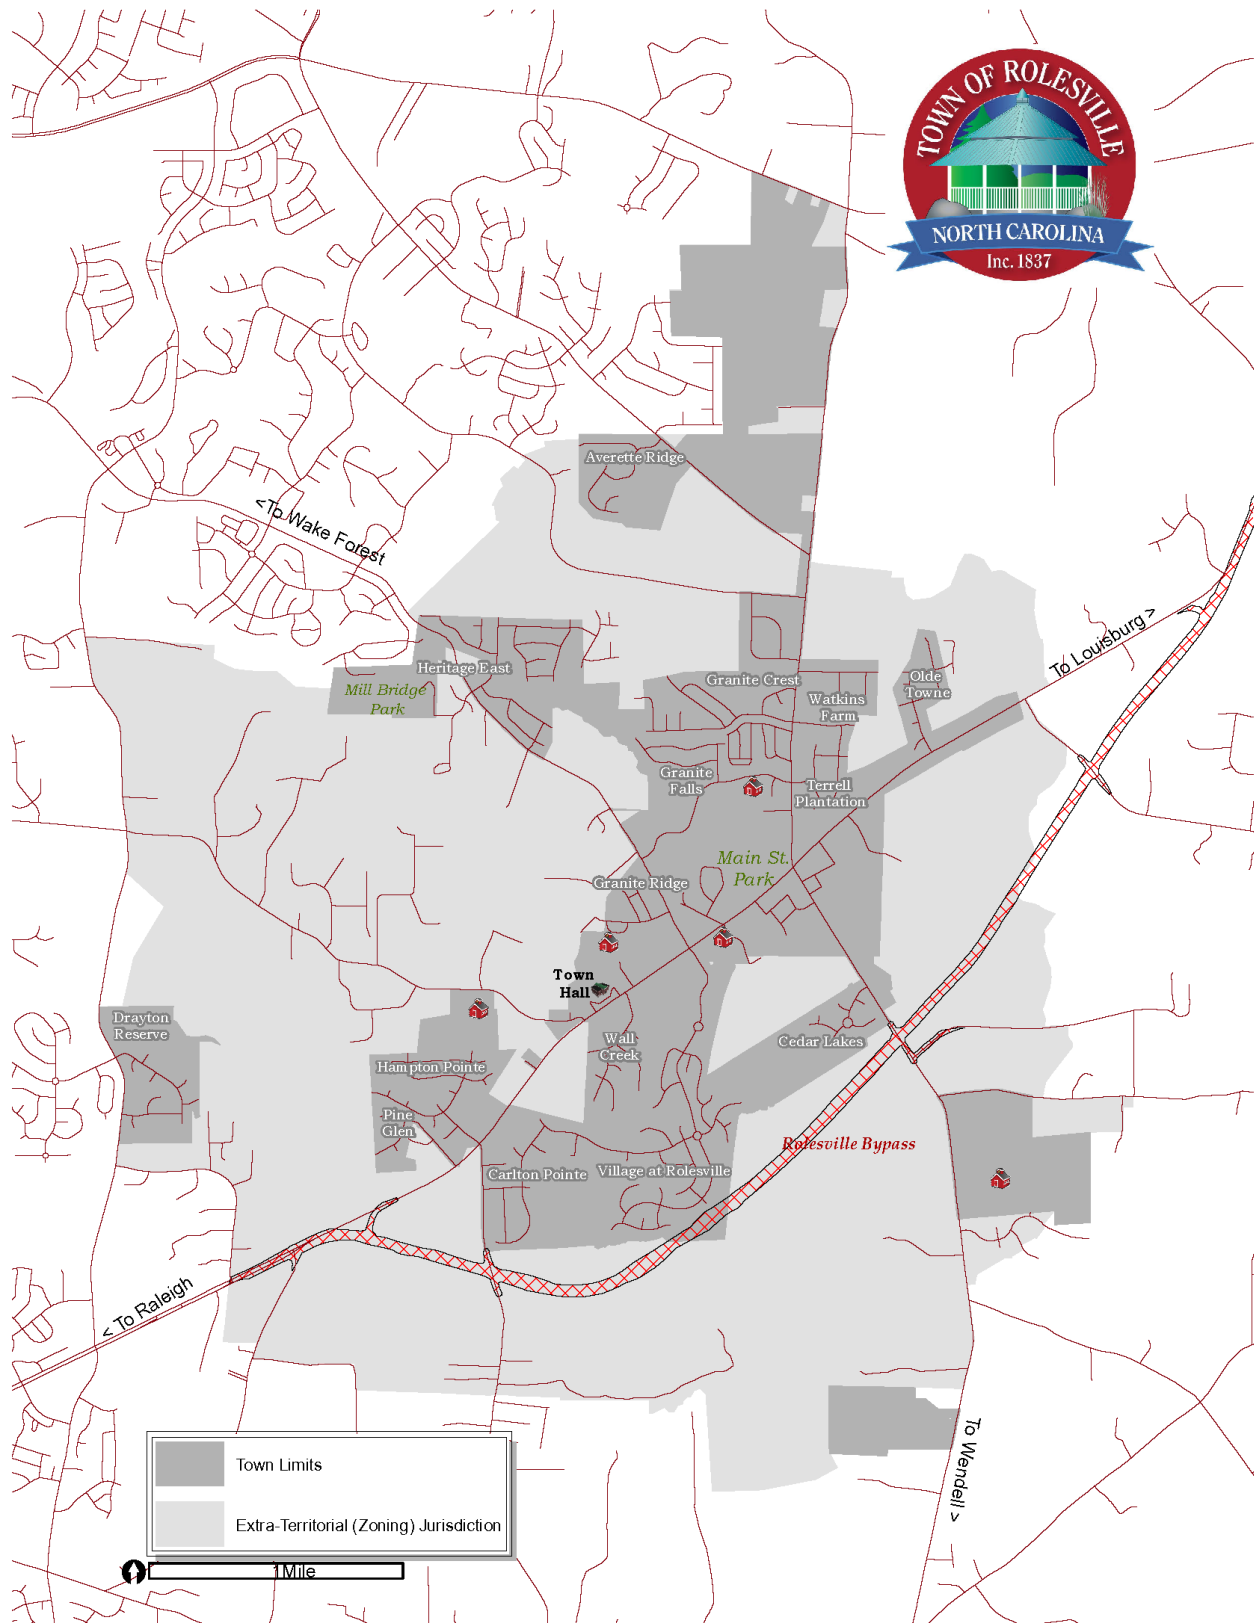 TOWN OF ROLESVILLE
NORTH CAROLINA
Inc. 1837
Averette Ridge
<To Wake Forest
To Louisburg >
Heritage East
Mill Bridge
Park
Granite Crest
Watkins
Farm
Olde
Towne
Granite
Falls
Terrell
Plantation
Main St.
Park
Granite Ridge
Town
Hall
Drayton
Reserve
Wall
Creek
Cedar Lakes
Hampton Pointe
Pine
Glen
Rolesville Bypass
Carlton Pointe
Village at Rolesville
< To Raleigh
To Wendell >
Town Limits
Extra-Territorial (Zoning) Jurisdiction
1Mile